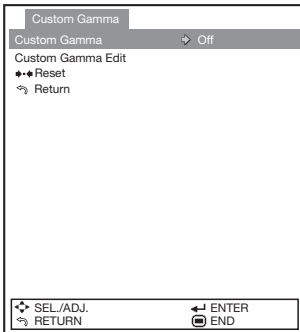 Custom Gamma
Custom Gamma Off
Custom Gamma Edit
Reset
Return
SEL./ADJ. ENTER
RETURN END